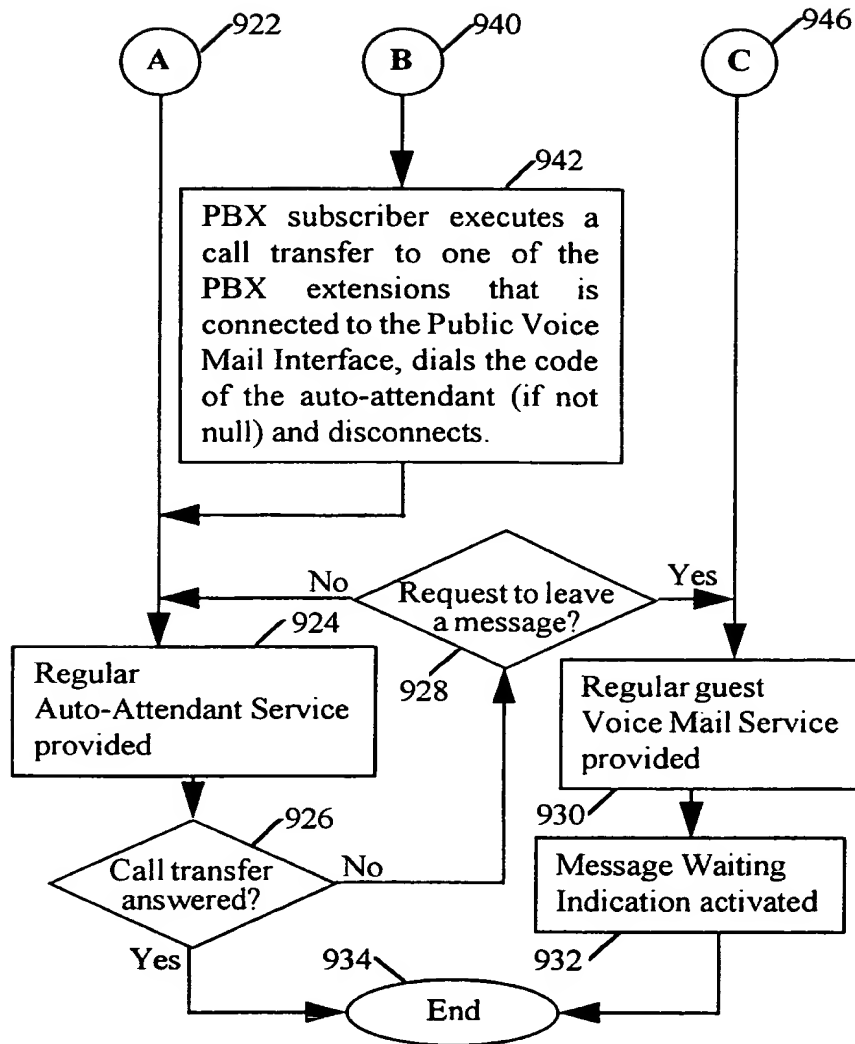 922
940
946
A
B
C
942
PBX subscriber executes a
call transfer to one of the
PBX extensions that is
connected to the Public Voice
Mail Interface, dials the code
of the auto-attendant (if not
null) and disconnects.
No
Request to leave
a message?
Yes
924
928
Regular
Auto-Attendant Service
provided
Regular guest
Voice Mail Service
provided
930
926
Call transfer
answered?
No
Message Waiting
Indication activated
932
Yes
934
End